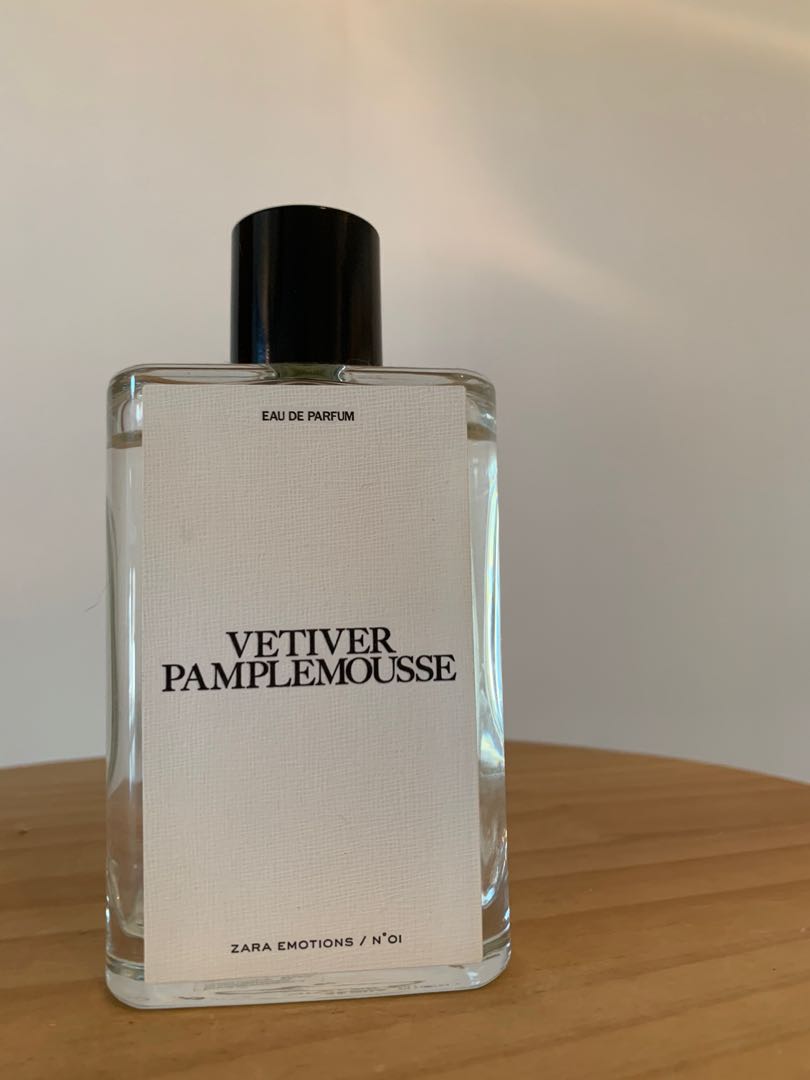 EAU DE PARFUM
VETIVER
PAMPLEMOUSSE
ZARA EMOTIONS / N°01